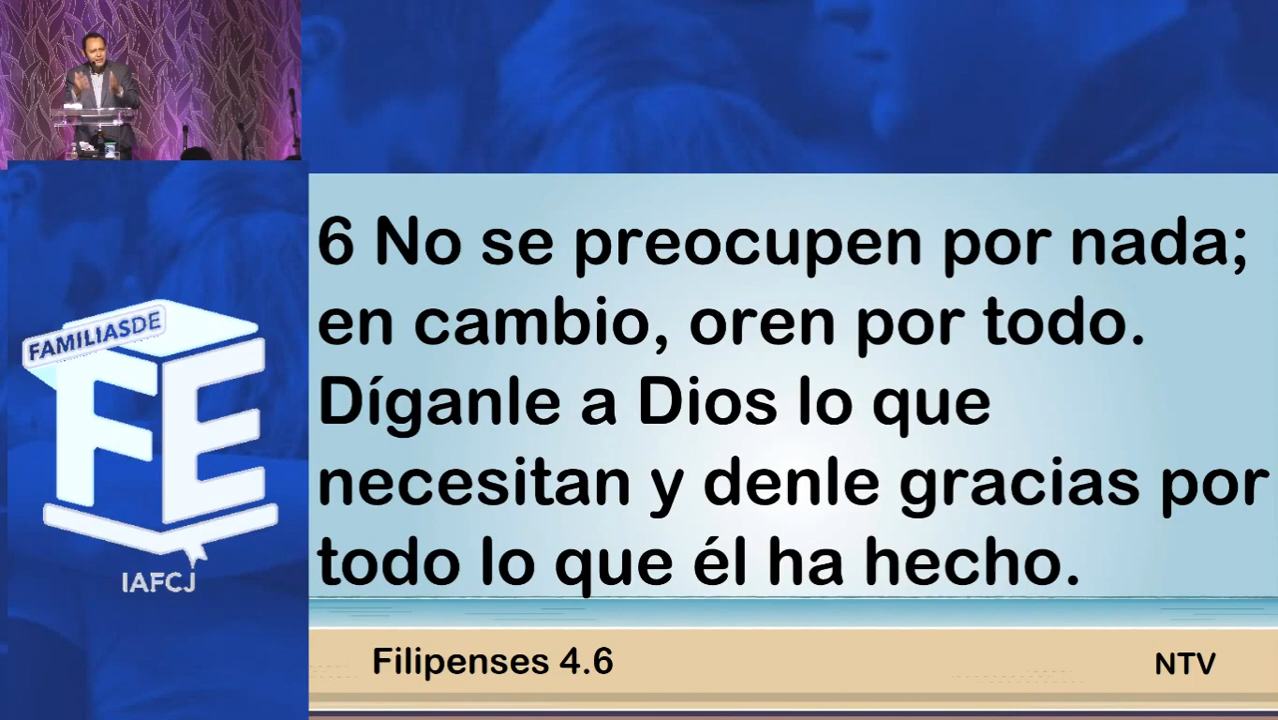 6 No se preocupen por nada;
en cambio, oren por todo.
Díganle a Dios lo que
necesitan y denle gracias por
todo lo que él ha hecho.
Filipenses 4.6
NTV
FAMILIASDE
FE
IAFCJ